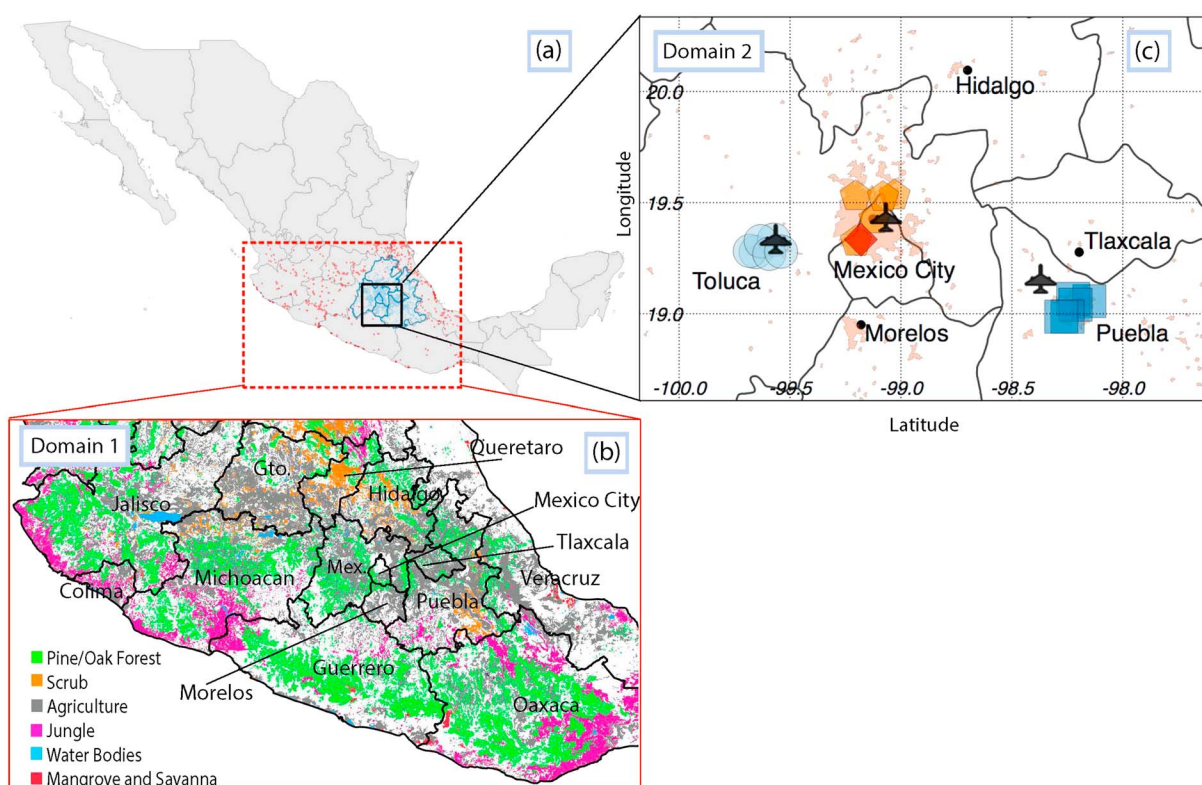 (a)
Domain 2
(c)
20.0
Hidalgo
Longitude
19.5
Toluca
Mexico City
Tlaxcala
19.0
Morelos
Puebla
-100.0
-99.5
-99.0
-98.5
-98.0
Latitude
Domain 1
(b)
Queretaro
Gto.
Hidalgo
Mexico City
Jalisco
Tlaxcala
Mex.
Michoacan
Veracruz
Colima
Puebla
Pine/Oak Forest
Guerrero
Scrub
Morelos
Agriculture
Oaxaca
Jungle
Water Bodies
Mangrove and Savanna